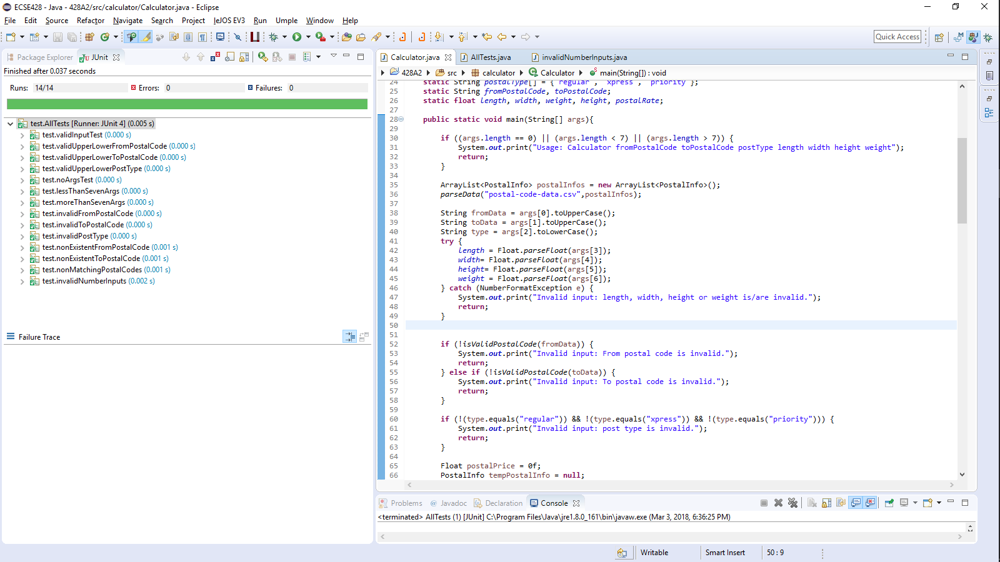 ECSE428 - Java - 428A2/src/calculator/Calculator.java - Eclipse
File Edit Source Refactor Navigate Search Project leJOS EV3 Run Umple Window Help
Quick Access
Package Explorer JUnit
Finished after 0.037 seconds
Runs: 14/14 Errors: 0 Failures: 0
test.AllTests [Runner: JUnit 4] (0.005 s)
test.validInputTest (0.000 s)
test.validUpperLowerFromPostalCode (0.000 s)
test.validUpperLowerToPostalCode (0.000 s)
test.validUpperLowerPostType (0.000 s)
test.noArgsTest (0.000 s)
test.lessThanSevenArgs (0.000 s)
test.moreThanSevenArgs (0.000 s)
test.invalidFromPostalCode (0.000 s)
test.invalidToPostalCode (0.000 s)
test.invalidPostType (0.000 s)
test.nonExistentFromPostalCode (0.001 s)
test.nonExistentToPostalCode (0.001 s)
test.nonMatchingPostalCodes (0.001 s)
test.invalidNumberInputs (0.002 s)
Failure Trace
Calculator.java AllTests.java invalidNumberInputs.java
428A2 src calculator Calculator main(String[]) : void
24 static String postalType[] = { "regular", "xpress", "priority"};
25 static String fromPostalCode, toPostalCode;
26 static float length, width, weight, height, postalRate;
27
28 public static void main(String[] args){
29
30 if ((args.length == 0) || (args.length < 7) || (args.length > 7)) {
31 System.out.print("Usage: Calculator fromPostalCode toPostalCode postType length width height weight");
32 return;
33 }
34
35 ArrayList<PostalInfo> postalInfos = new ArrayList<PostalInfo>();
36 parseData("postal-code-data.csv",postalInfos);
37
38 String fromData = args[0].toUpperCase();
39 String toData = args[1].toUpperCase();
40 String type = args[2].toLowerCase();
41 try {
42 length = Float.parseFloat(args[3]);
43 width= Float.parseFloat(args[4]);
44 height= Float.parseFloat(args[5]);
45 weight = Float.parseFloat(args[6]);
46 } catch (NumberFormatException e) {
47 System.out.print("Invalid input: length, width, height or weight is/are invalid.");
48 return;
49 }
50
51
52 if (!isValidPostalCode(fromData)) {
53 System.out.print("Invalid input: From postal code is invalid.");
54 return;
55 } else if (!isValidPostalCode(toData)) {
56 System.out.print("Invalid input: To postal code is invalid.");
57 return;
58 }
59
60 if (!(type.equals("regular")) && !(type.equals("xpress")) && !(type.equals("priority"))) {
61 System.out.print("Invalid input: post type is invalid.");
62 return;
63 }
64
65 Float postalPrice = 0f;
66 PostalInfo tempPostalInfo = null;
Problems Javadoc Declaration Console
<terminated> AllTests (1) [JUnit] C:\Program Files\Java\jre1.8.0_161\bin\javaw.exe (Mar 3, 2018, 6:36:25 PM)
Writable Smart Insert 50 : 9